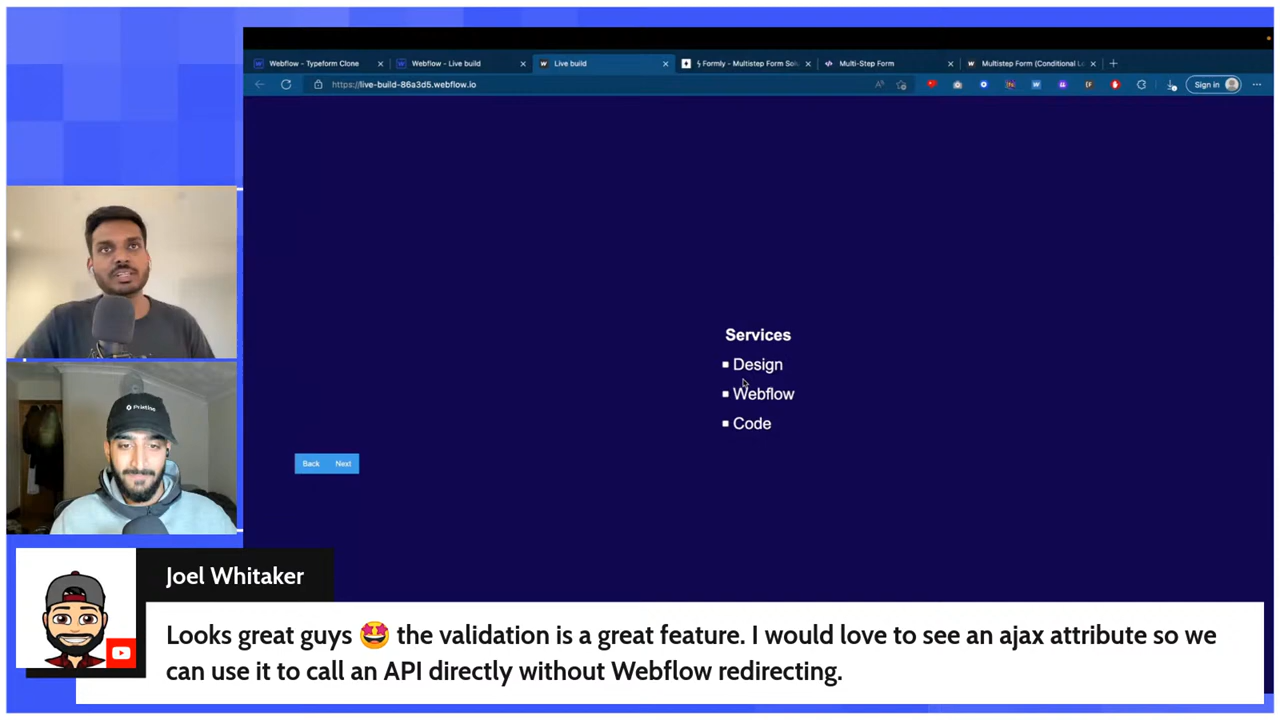 Webflow - Typeform Clone
Webflow - Live build
Live build
Formly - Multistep Form Solu
Multi-Step Form
Multistep Form (Conditional Lo
https://live-build-86a3d5.webflow.io
Sign in
Services
Design
Webflow
Code
Back Next
Pristine
Joel Whitaker
Looks great guys 🤩 the validation is a great feature. I would love to see an ajax attribute so we
can use it to call an API directly without Webflow redirecting.